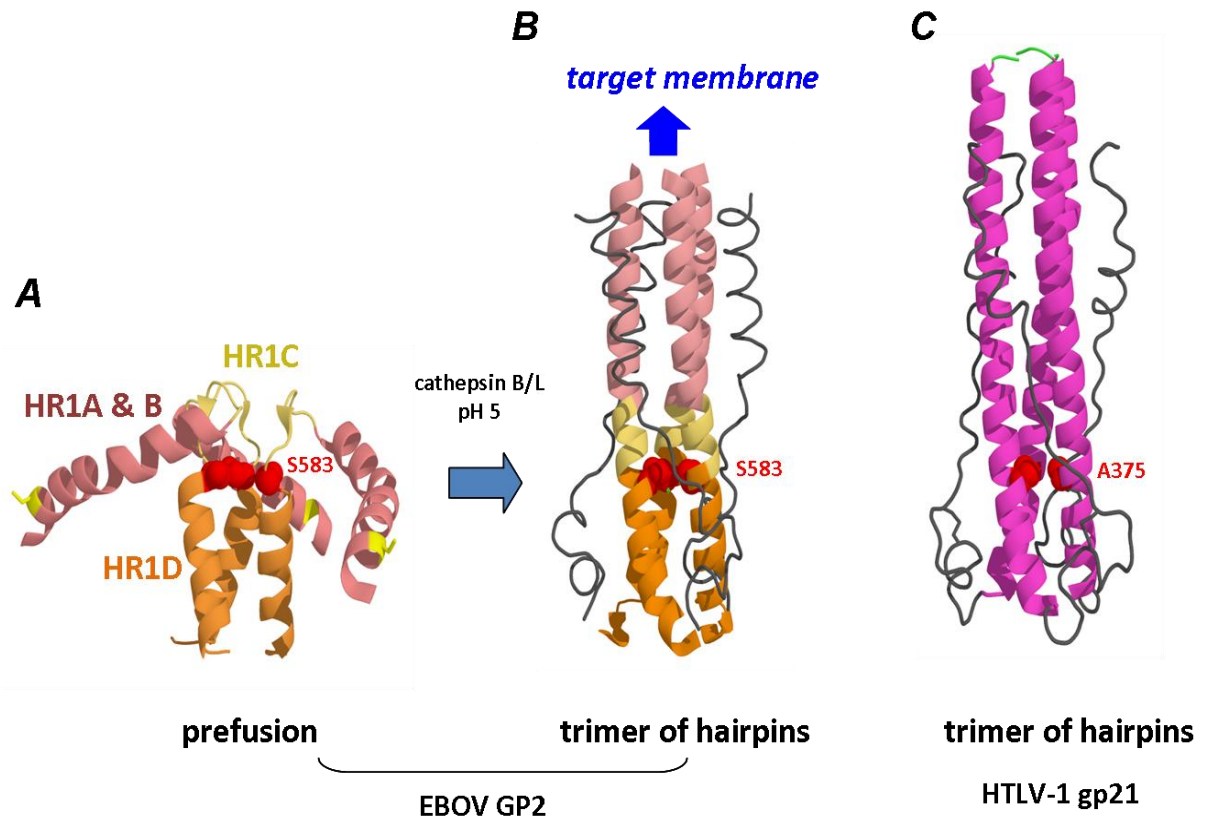 A
HR1C
HR1A & B
S583
HR1D
prefusion
cathepsin B/L
pH 5
B
target membrane
S583
trimer of hairpins
EBOV GP2
C
A375
trimer of hairpins
HTLV-1 gp21